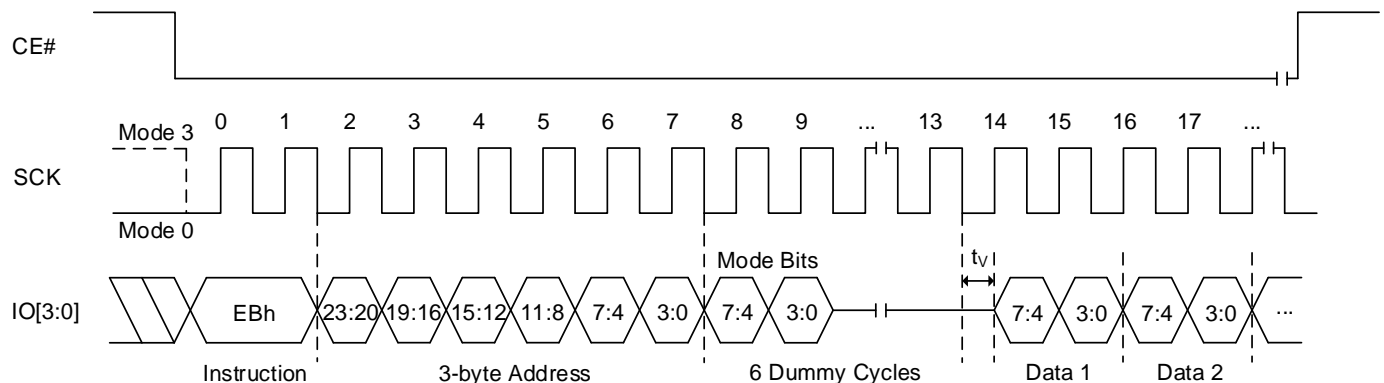 CE#
0 1 2 3 4 5 6 7 8 9 ... 13 14 15 16 17 ...
Mode 3
SCK
Mode 0
Mode Bits tV
IO[3:0] EBh 23:20 19:16 15:12 11:8 7:4 3:0 7:4 3:0 7:4 3:0 7:4 3:0 ...
Instruction 3-byte Address 6 Dummy Cycles Data 1 Data 2